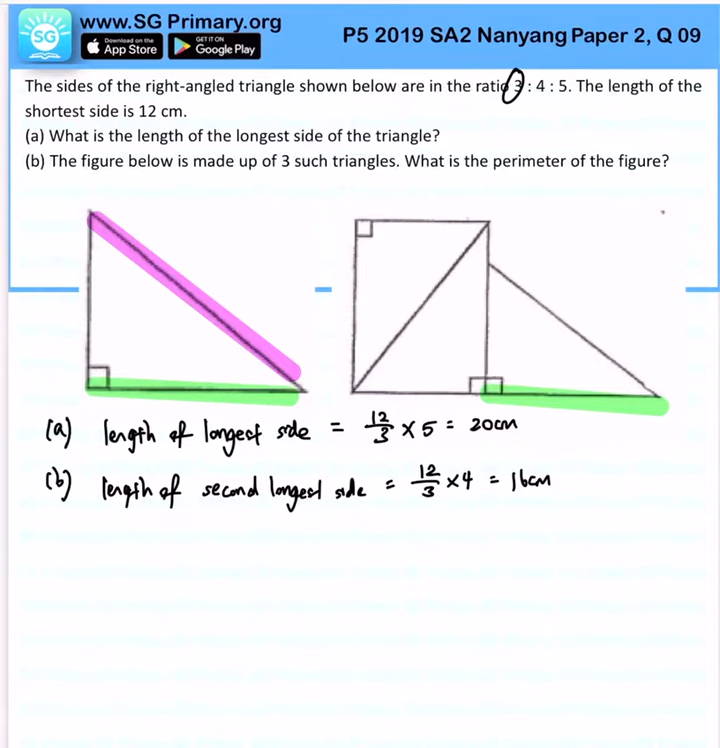 www.SG Primary.org
SG
Download on the
App Store
GET IT ON
Google Play
P5 2019 SA2 Nanyang Paper 2, Q 09
The sides of the right-angled triangle shown below are in the ratio 3 : 4 : 5. The length of the
shortest side is 12 cm.
(a) What is the length of the longest side of the triangle?
(b) The figure below is made up of 3 such triangles. What is the perimeter of the figure?
(a) length of longest side = 12/3 × 5 = 20cm
(b) length of second longest side = 12/3 × 4 = 16cm